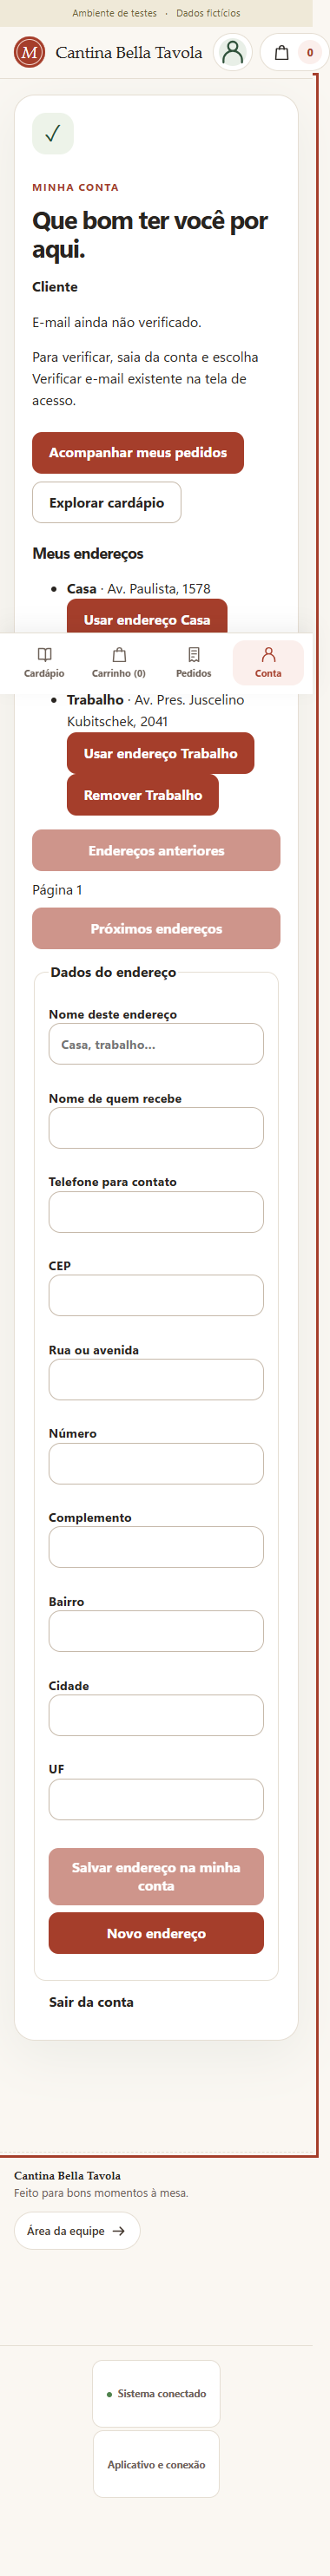 Ambiente de testes · Dados fictícios
M Cantina Bella Tavola 0
MINHA CONTA
Que bom ter você por
aqui.
Cliente
E-mail ainda não verificado.
Para verificar, saia da conta e escolha
Verificar e-mail existente na tela de
acesso.
Acompanhar meus pedidos
Explorar cardápio
Meus endereços
• Casa · Av. Paulista, 1578
Usar endereço Casa
Cardápio Carrinho (0) Pedidos Conta
• Trabalho · Av. Pres. Juscelino
Kubitschek, 2041
Usar endereço Trabalho
Remover Trabalho
Endereços anteriores
Página 1
Próximos endereços
Dados do endereço
Nome deste endereço
Casa, trabalho...
Nome de quem recebe
Telefone para contato
CEP
Rua ou avenida
Número
Complemento
Bairro
Cidade
UF
Salvar endereço na minha
conta
Novo endereço
Sair da conta
Cantina Bella Tavola
Feito para bons momentos à mesa.
Área da equipe →
Sistema conectado
Aplicativo e conexão